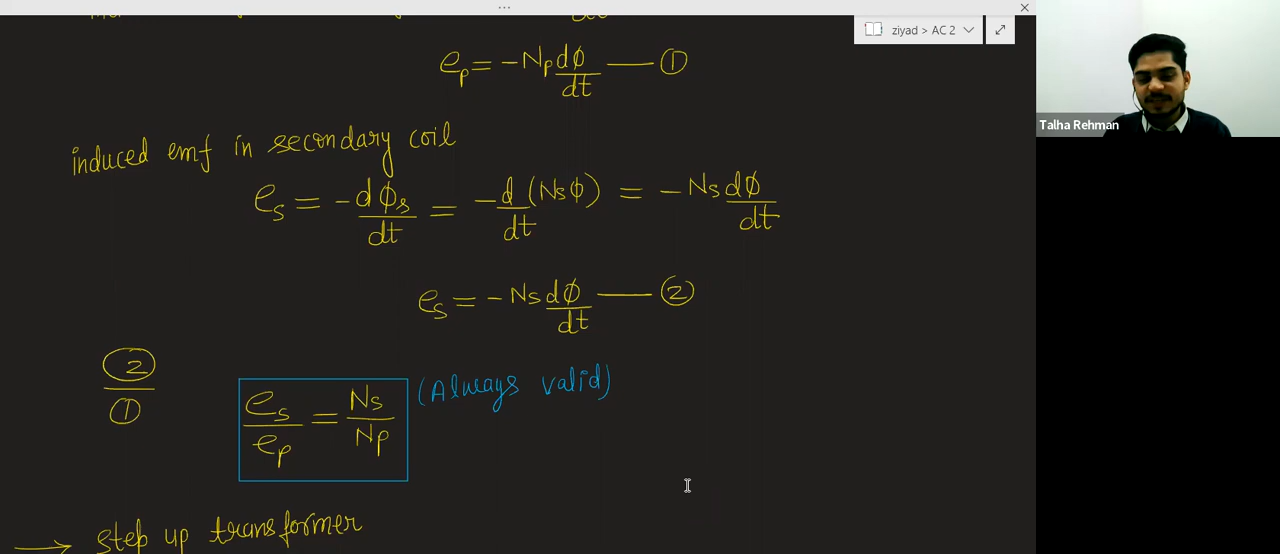 ziyad > AC 2
e_p = -N_p dφ/dt —— ①
Talha Rehman
induced emf in secondary coil
e_s = -dφ_s/dt = -d/dt (N_s φ) = -N_s dφ/dt
e_s = -N_s dφ/dt —— ②
②/① e_s/e_p = N_s/N_p (Always valid)
→ step up transformer